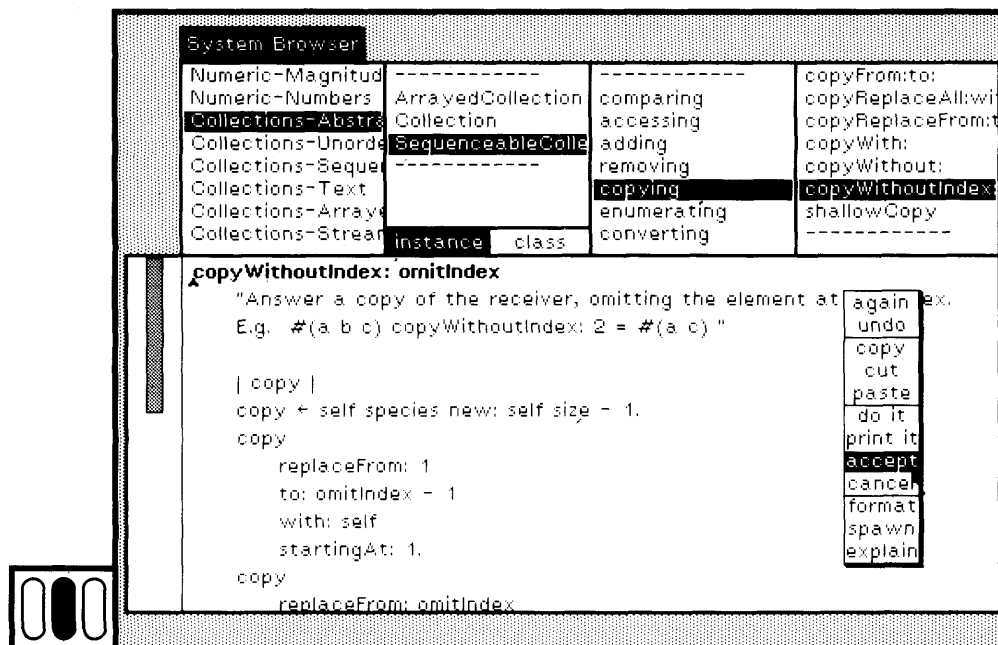 System Browser
Numeric-Magnitud
Numeric-Numbers
Collections-Abstra
Collections-Unorde
Collections-Sequen
Collections-Text
Collections-Arraye
Collections-Stream
------------
ArrayedCollection
Collection
SequenceableColle
------------
instance class
------------
comparing
accessing
adding
removing
copying
enumerating
converting
copyFrom:to:
copyReplaceAll:wi
copyReplaceFrom:t
copyWith:
copyWithout:
copyWithoutIndex:
shallowCopy
------------
copyWithoutIndex: omitIndex
"Answer a copy of the receiver, omitting the element at ex.
E.g. #(a b c) copyWithoutIndex: 2 = #(a c) "
| copy |
copy ← self species new: self size - 1.
copy
replaceFrom: 1
to: omitIndex - 1
with: self
startingAt: 1.
copy
replaceFrom: omitIndex
again
undo
copy
cut
paste
do it
print it
accept
cancel
format
spawn
explain